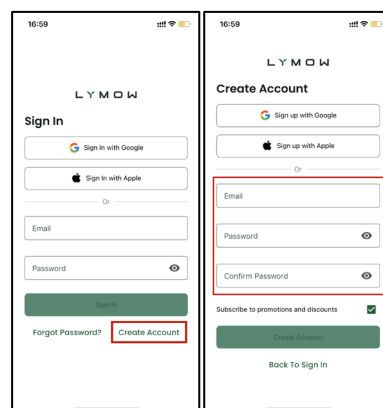 16:59
LYMOW
Sign In
Sign In with Google
Sign In with Apple
Or
Email
Password
Sign In
Forgot Password? Create Account
16:59
LYMOW
Create Account
Sign up with Google
Sign up with Apple
Or
Email
Password
Confirm Password
Subscribe to promotions and discounts
Create Account
Back To Sign In